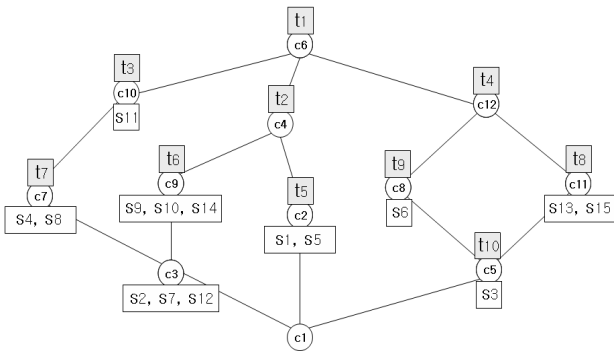 t1
c6
t3
c10
S11
t2
c4
t4
c12
t7
c7
S4, S8
t6
c9
S9, S10, S14
t5
c2
S1, S5
t9
c8
S6
t8
c11
S13, S15
c3
S2, S7, S12
t10
c5
S3
c1